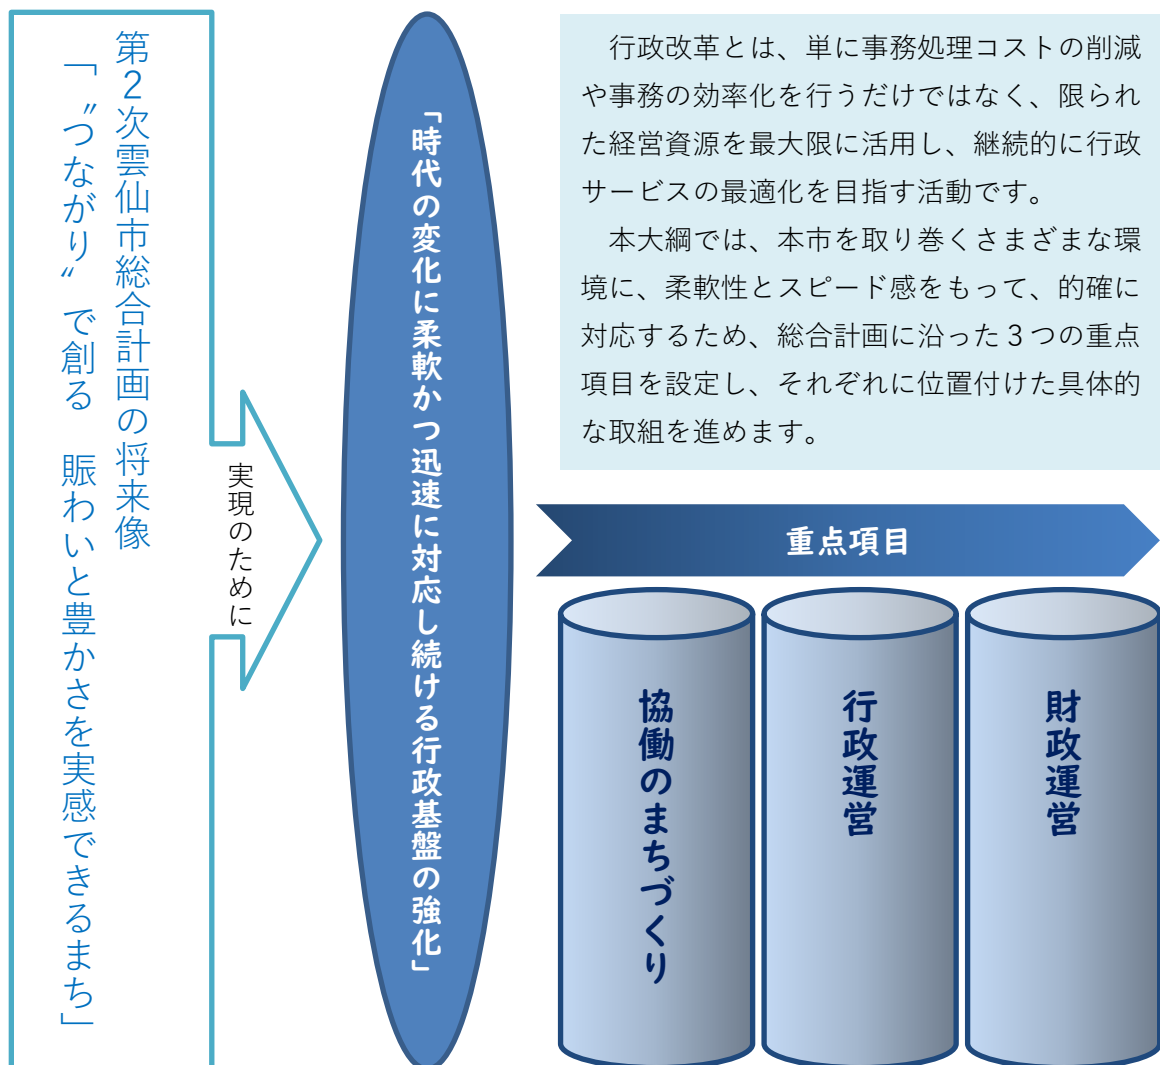 第2次雲仙市総合計画の将来像
「〝つながり〟で創る　賑わいと豊かさを実感できるまち」
実現のために
「時代の変化に柔軟かつ迅速に対応し続ける行政基盤の強化」
　行政改革とは、単に事務処理コストの削減
や事務の効率化を行うだけではなく、限られ
た経営資源を最大限に活用し、継続的に行政
サービスの最適化を目指す活動です。
　本大綱では、本市を取り巻くさまざまな環
境に、柔軟性とスピード感をもって、的確に
対応するため、総合計画に沿った３つの重点
項目を設定し、それぞれに位置付けた具体的
な取組を進めます。
重点項目
協働のまちづくり
行政運営
財政運営